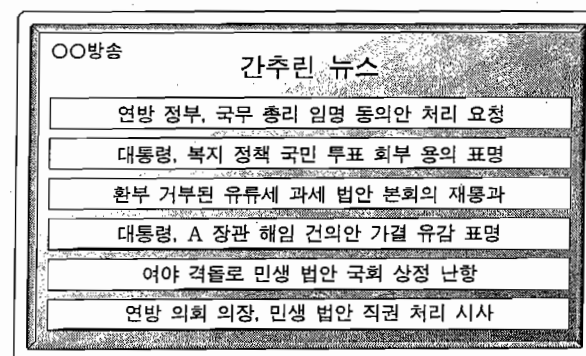 ○○방송
간추린 뉴스
연방 정부, 국무 총리 임명 동의안 처리 요청
대통령, 복지 정책 국민 투표 회부 용의 표명
환부 거부된 유류세 과세 법안 본회의 재통과
대통령, A 장관 해임 건의안 가결 유감 표명
여야 격돌로 민생 법안 국회 상정 난항
연방 의회 의장, 민생 법안 직권 처리 시사